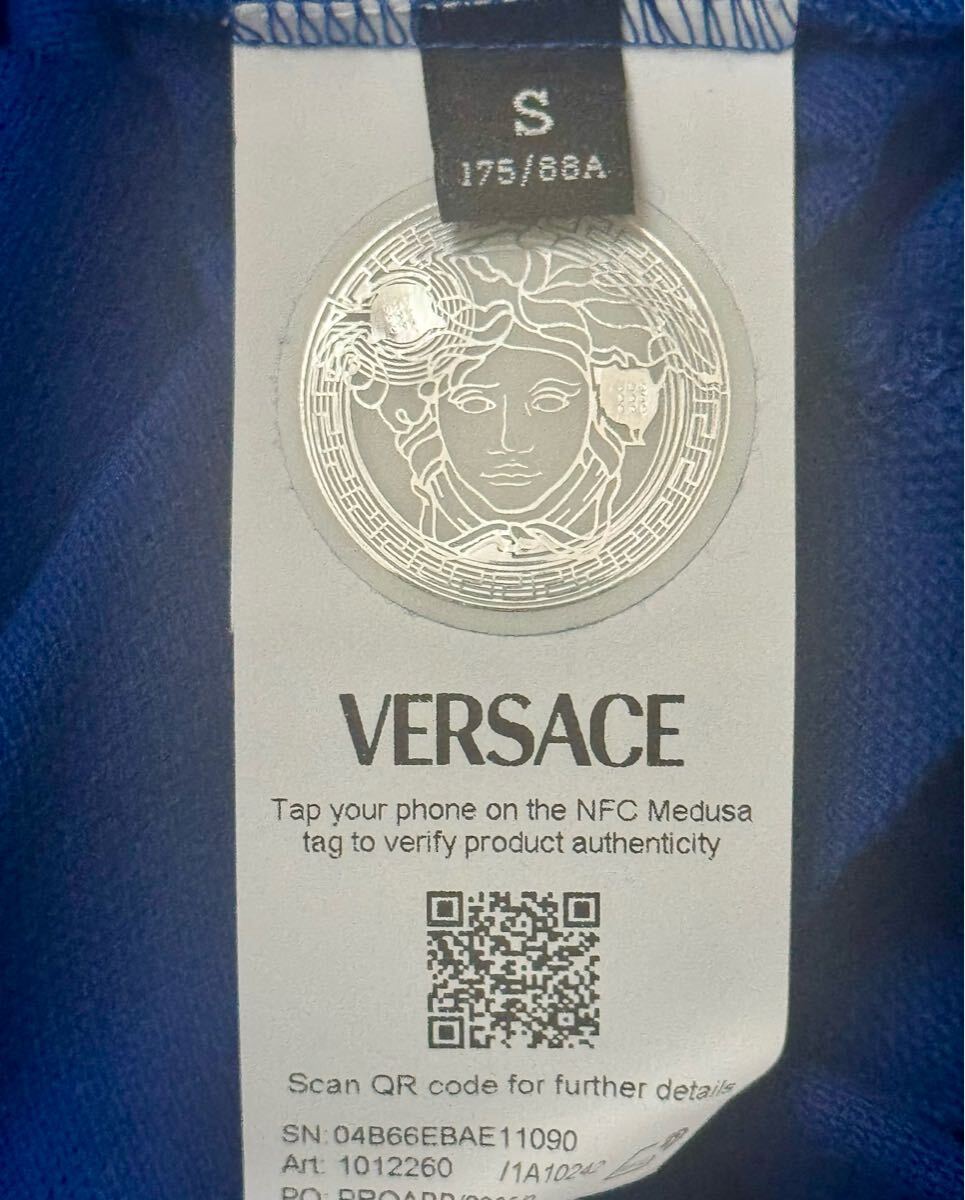 S
175/88A
VERSACE
Tap your phone on the NFC Medusa
tag to verify product authenticity
Scan QR code for further details
SN: 04B66EBAE11090
Art: 1012260
PO: